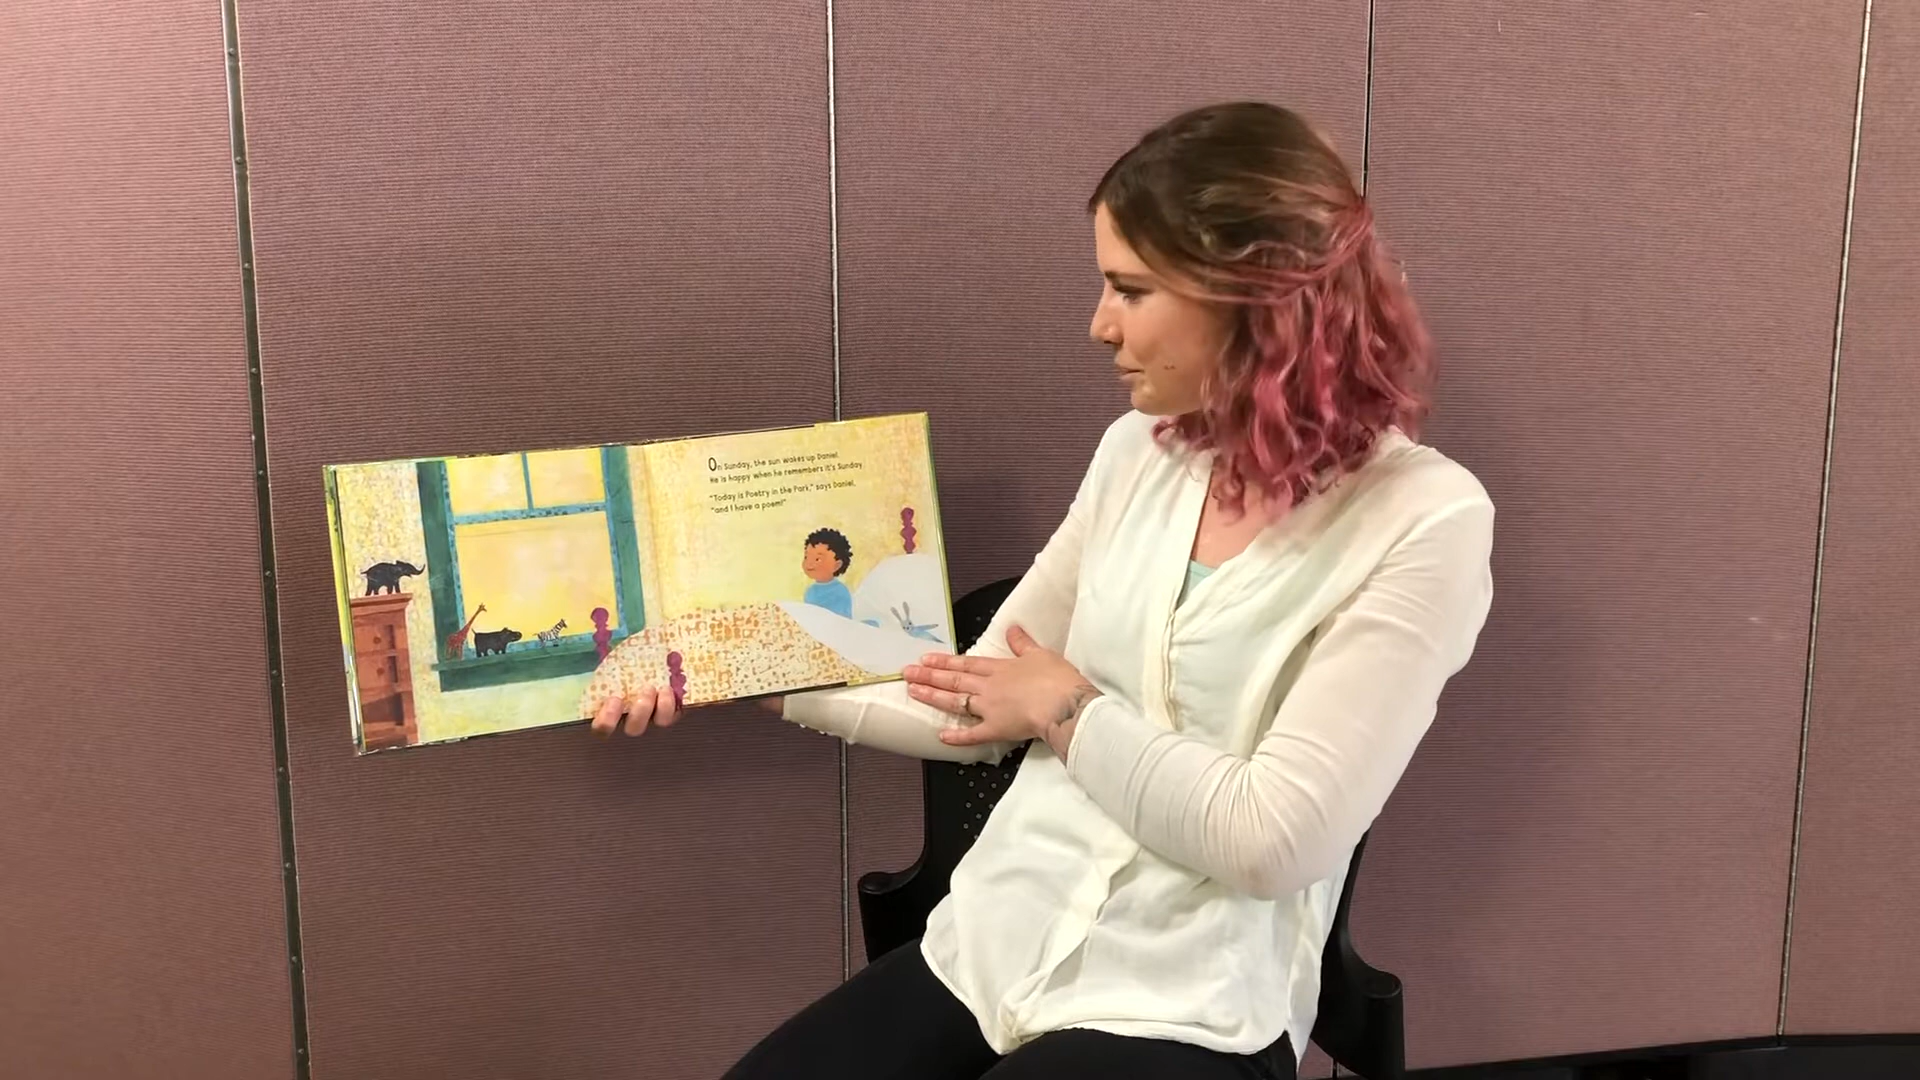 On Sunday, the sun wakes up Daniel.
He is happy when he remembers it's Sunday.
"Today is Poetry in the Park," says Daniel,
"and I have a poem!"